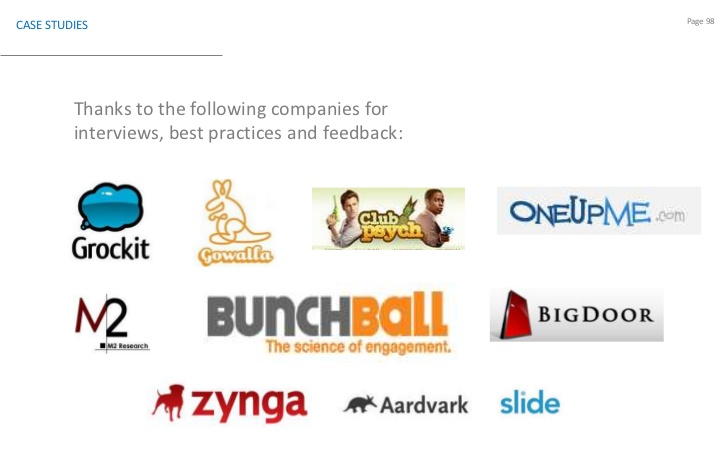 CASE STUDIES
Page 98
Thanks to the following companies for
interviews, best practices and feedback:
Grockit
Gowalla
Club
psych
ONEUPME.com
M2
M2 Research
BUNCHBALL
The science of engagement.
BIGDOOR
zynga
Aardvark
slide